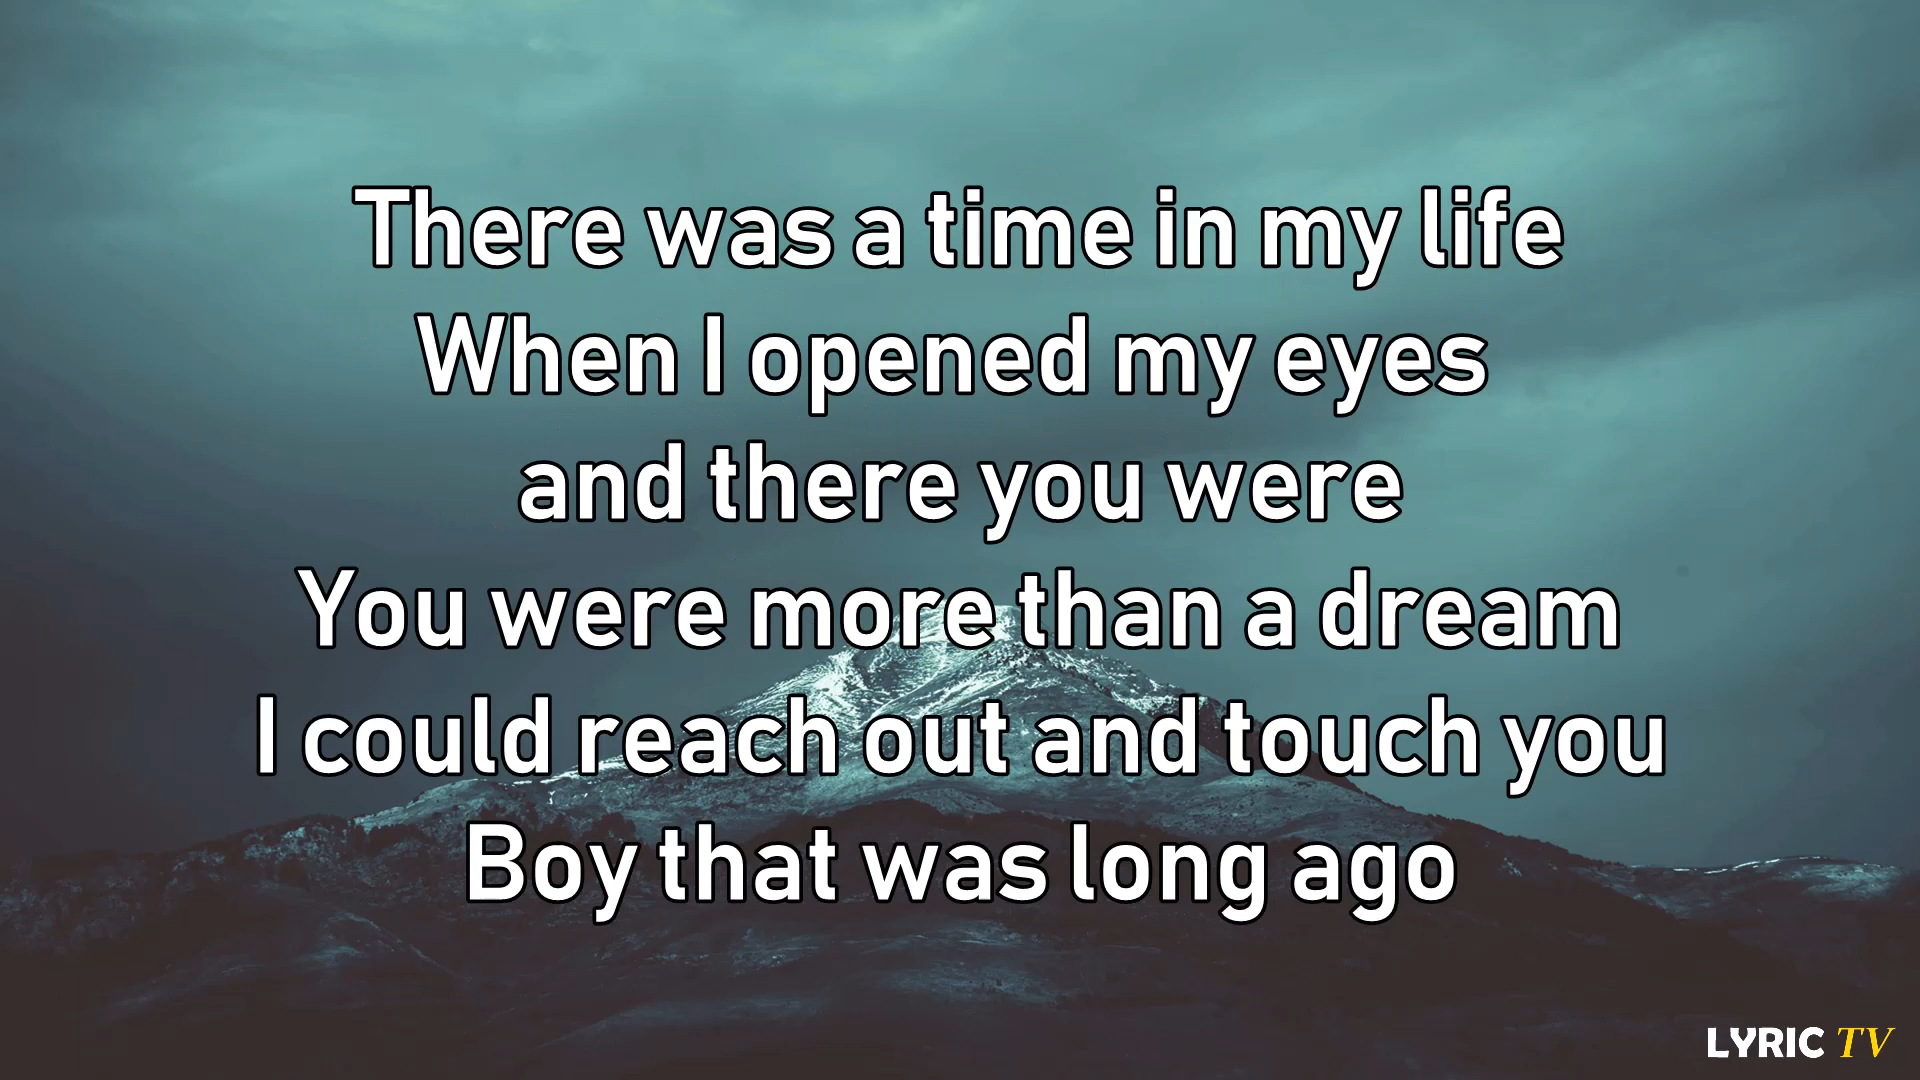 There was a time in my life
When I opened my eyes
and there you were
You were more than a dream
I could reach out and touch you
Boy that was long ago
LYRIC TV